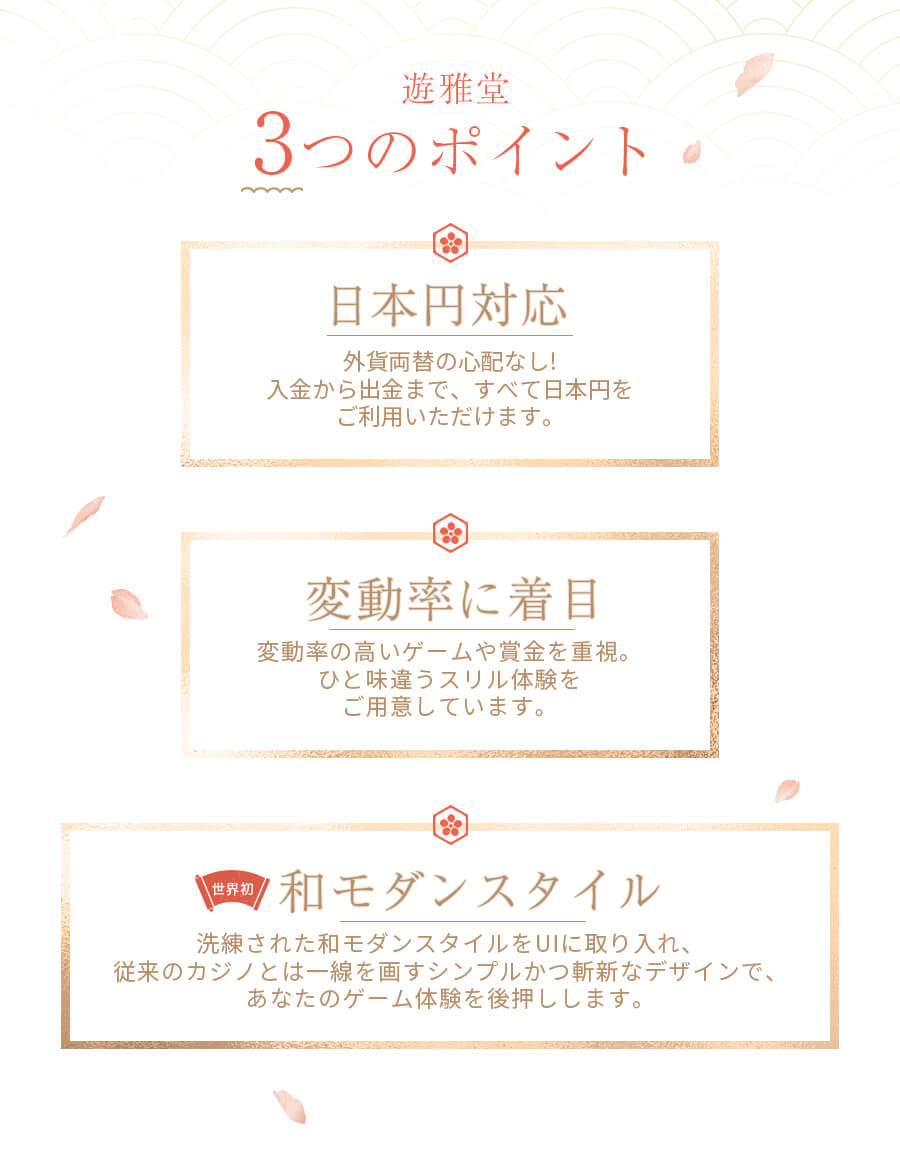 遊雅堂
3つのポイント
日本円対応
外貨両替の心配なし!
入金から出金まで、すべて日本円を
ご利用いただけます。
変動率に着目
変動率の高いゲームや賞金を重視。
ひと味違うスリル体験を
ご用意しています。
世界初 和モダンスタイル
洗練された和モダンスタイルをUIに取り入れ、
従来のカジノとは一線を画すシンプルかつ斬新なデザインで、
あなたのゲーム体験を後押しします。